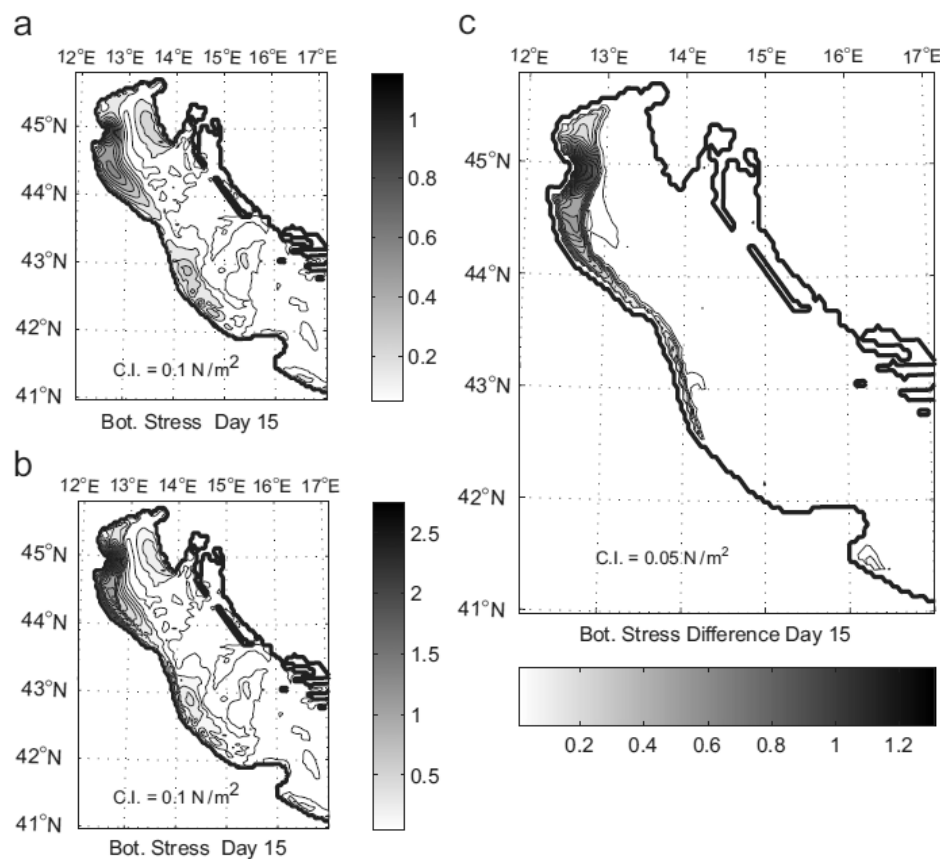 a
12°E 13°E 14°E 15°E 16°E 17°E
45°N
44°N
43°N
42°N
41°N
C.I. = 0.1 N/m²
Bot. Stress Day 15
1
0.8
0.6
0.4
0.2
b
12°E 13°E 14°E 15°E 16°E 17°E
45°N
44°N
43°N
42°N
41°N
C.I. = 0.1 N/m²
Bot. Stress Day 15
2.5
2
1.5
1
0.5
c
12°E 13°E 14°E 15°E 16°E 17°E
45°N
44°N
43°N
42°N
41°N
C.I. = 0.05 N/m²
Bot. Stress Difference Day 15
0.2 0.4 0.6 0.8 1 1.2